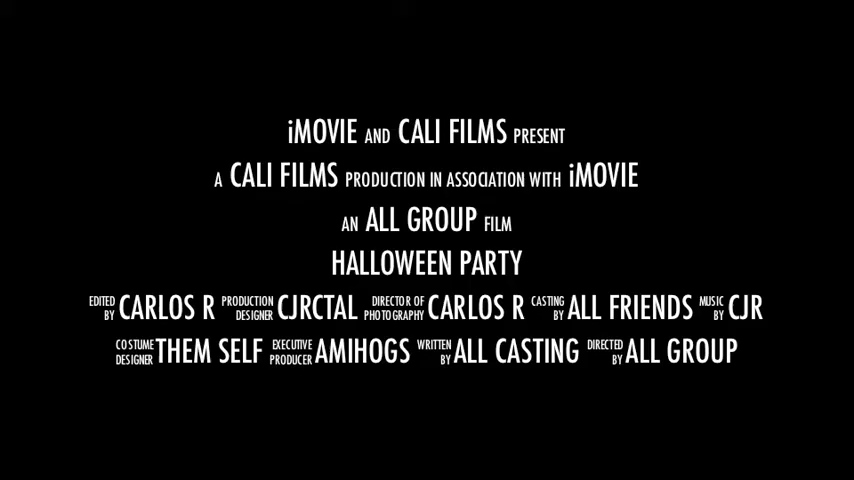 iMOVIE AND CALI FILMS PRESENT
A CALI FILMS PRODUCTION IN ASSOCIATION WITH iMOVIE
AN ALL GROUP FILM
HALLOWEEN PARTY
EDITED BY CARLOS R PRODUCTION DESIGNER CJRCTAL DIRECTOR OF PHOTOGRAPHY CARLOS R CASTING BY ALL FRIENDS MUSIC BY CJR
COSTUME DESIGNER THEM SELF EXECUTIVE PRODUCER AMIHOGS WRITTEN BY ALL CASTING DIRECTED BY ALL GROUP